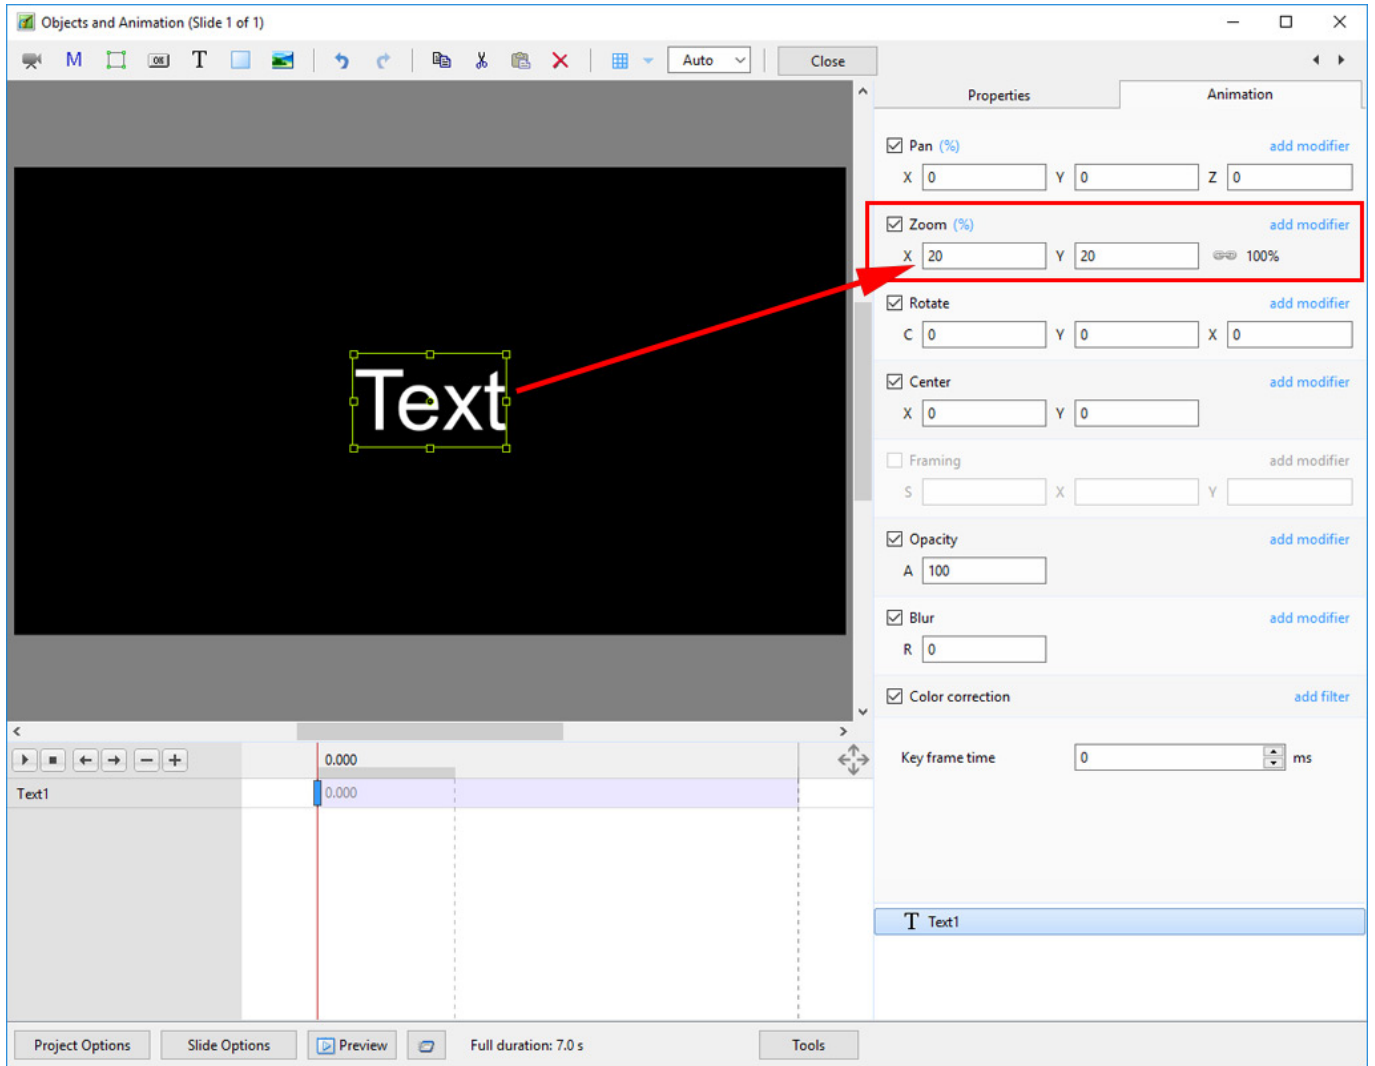 Objects and Animation (Slide 1 of 1)
M OK T Auto Close
Properties Animation
Pan (%) add modifier
X 0 Y 0 Z 0
Zoom (%) add modifier
X 20 Y 20 100%
Rotate add modifier
C 0 Y 0 X 0
Text
Center add modifier
X 0 Y 0
Framing add modifier
S X Y
Opacity add modifier
A 100
Blur add modifier
R 0
Color correction add filter
0.000
Key frame time 0 ms
Text1 0.000
T Text1
Project Options Slide Options Preview Full duration: 7.0 s Tools